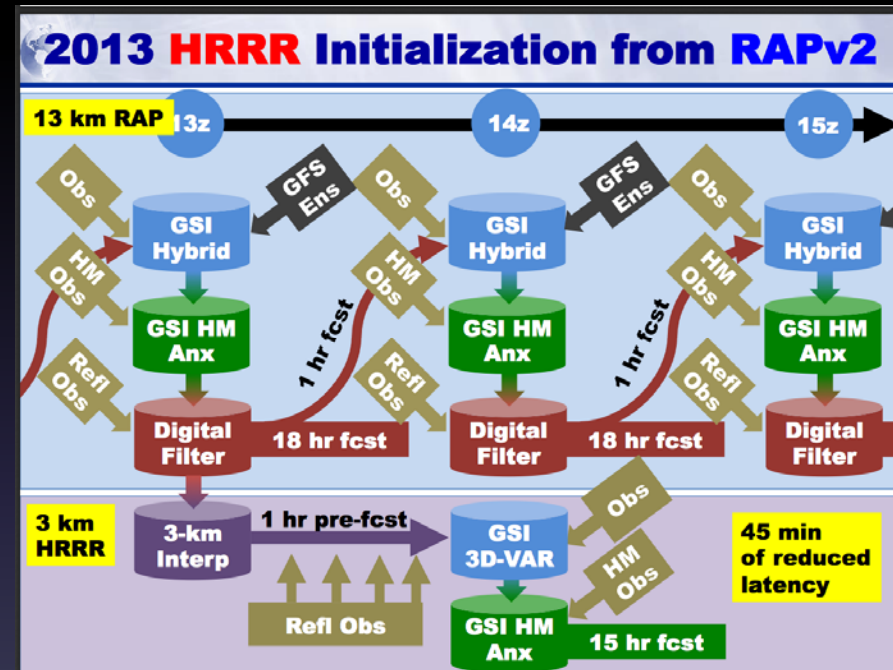 2013 HRRR Initialization from RAPv2
13 km RAP
13z
14z
15z
Obs
GFS
Ens
Obs
GFS
Ens
Obs
GSI
Hybrid
GSI
Hybrid
GSI
Hybrid
HM
Obs
HM
Obs
HM
Obs
GSI HM
Anx
GSI HM
Anx
GSI HM
Anx
1 hr fcst
1 hr fcst
Refl
Obs
Refl
Obs
Refl
Obs
Digital
Filter
18 hr fcst
Digital
Filter
18 hr fcst
Digital
Filter
3 km
HRRR
3-km
Interp
1 hr pre-fcst
GSI
3D-VAR
Obs
45 min
of reduced
latency
Refl Obs
HM
Obs
GSI HM
Anx
15 hr fcst